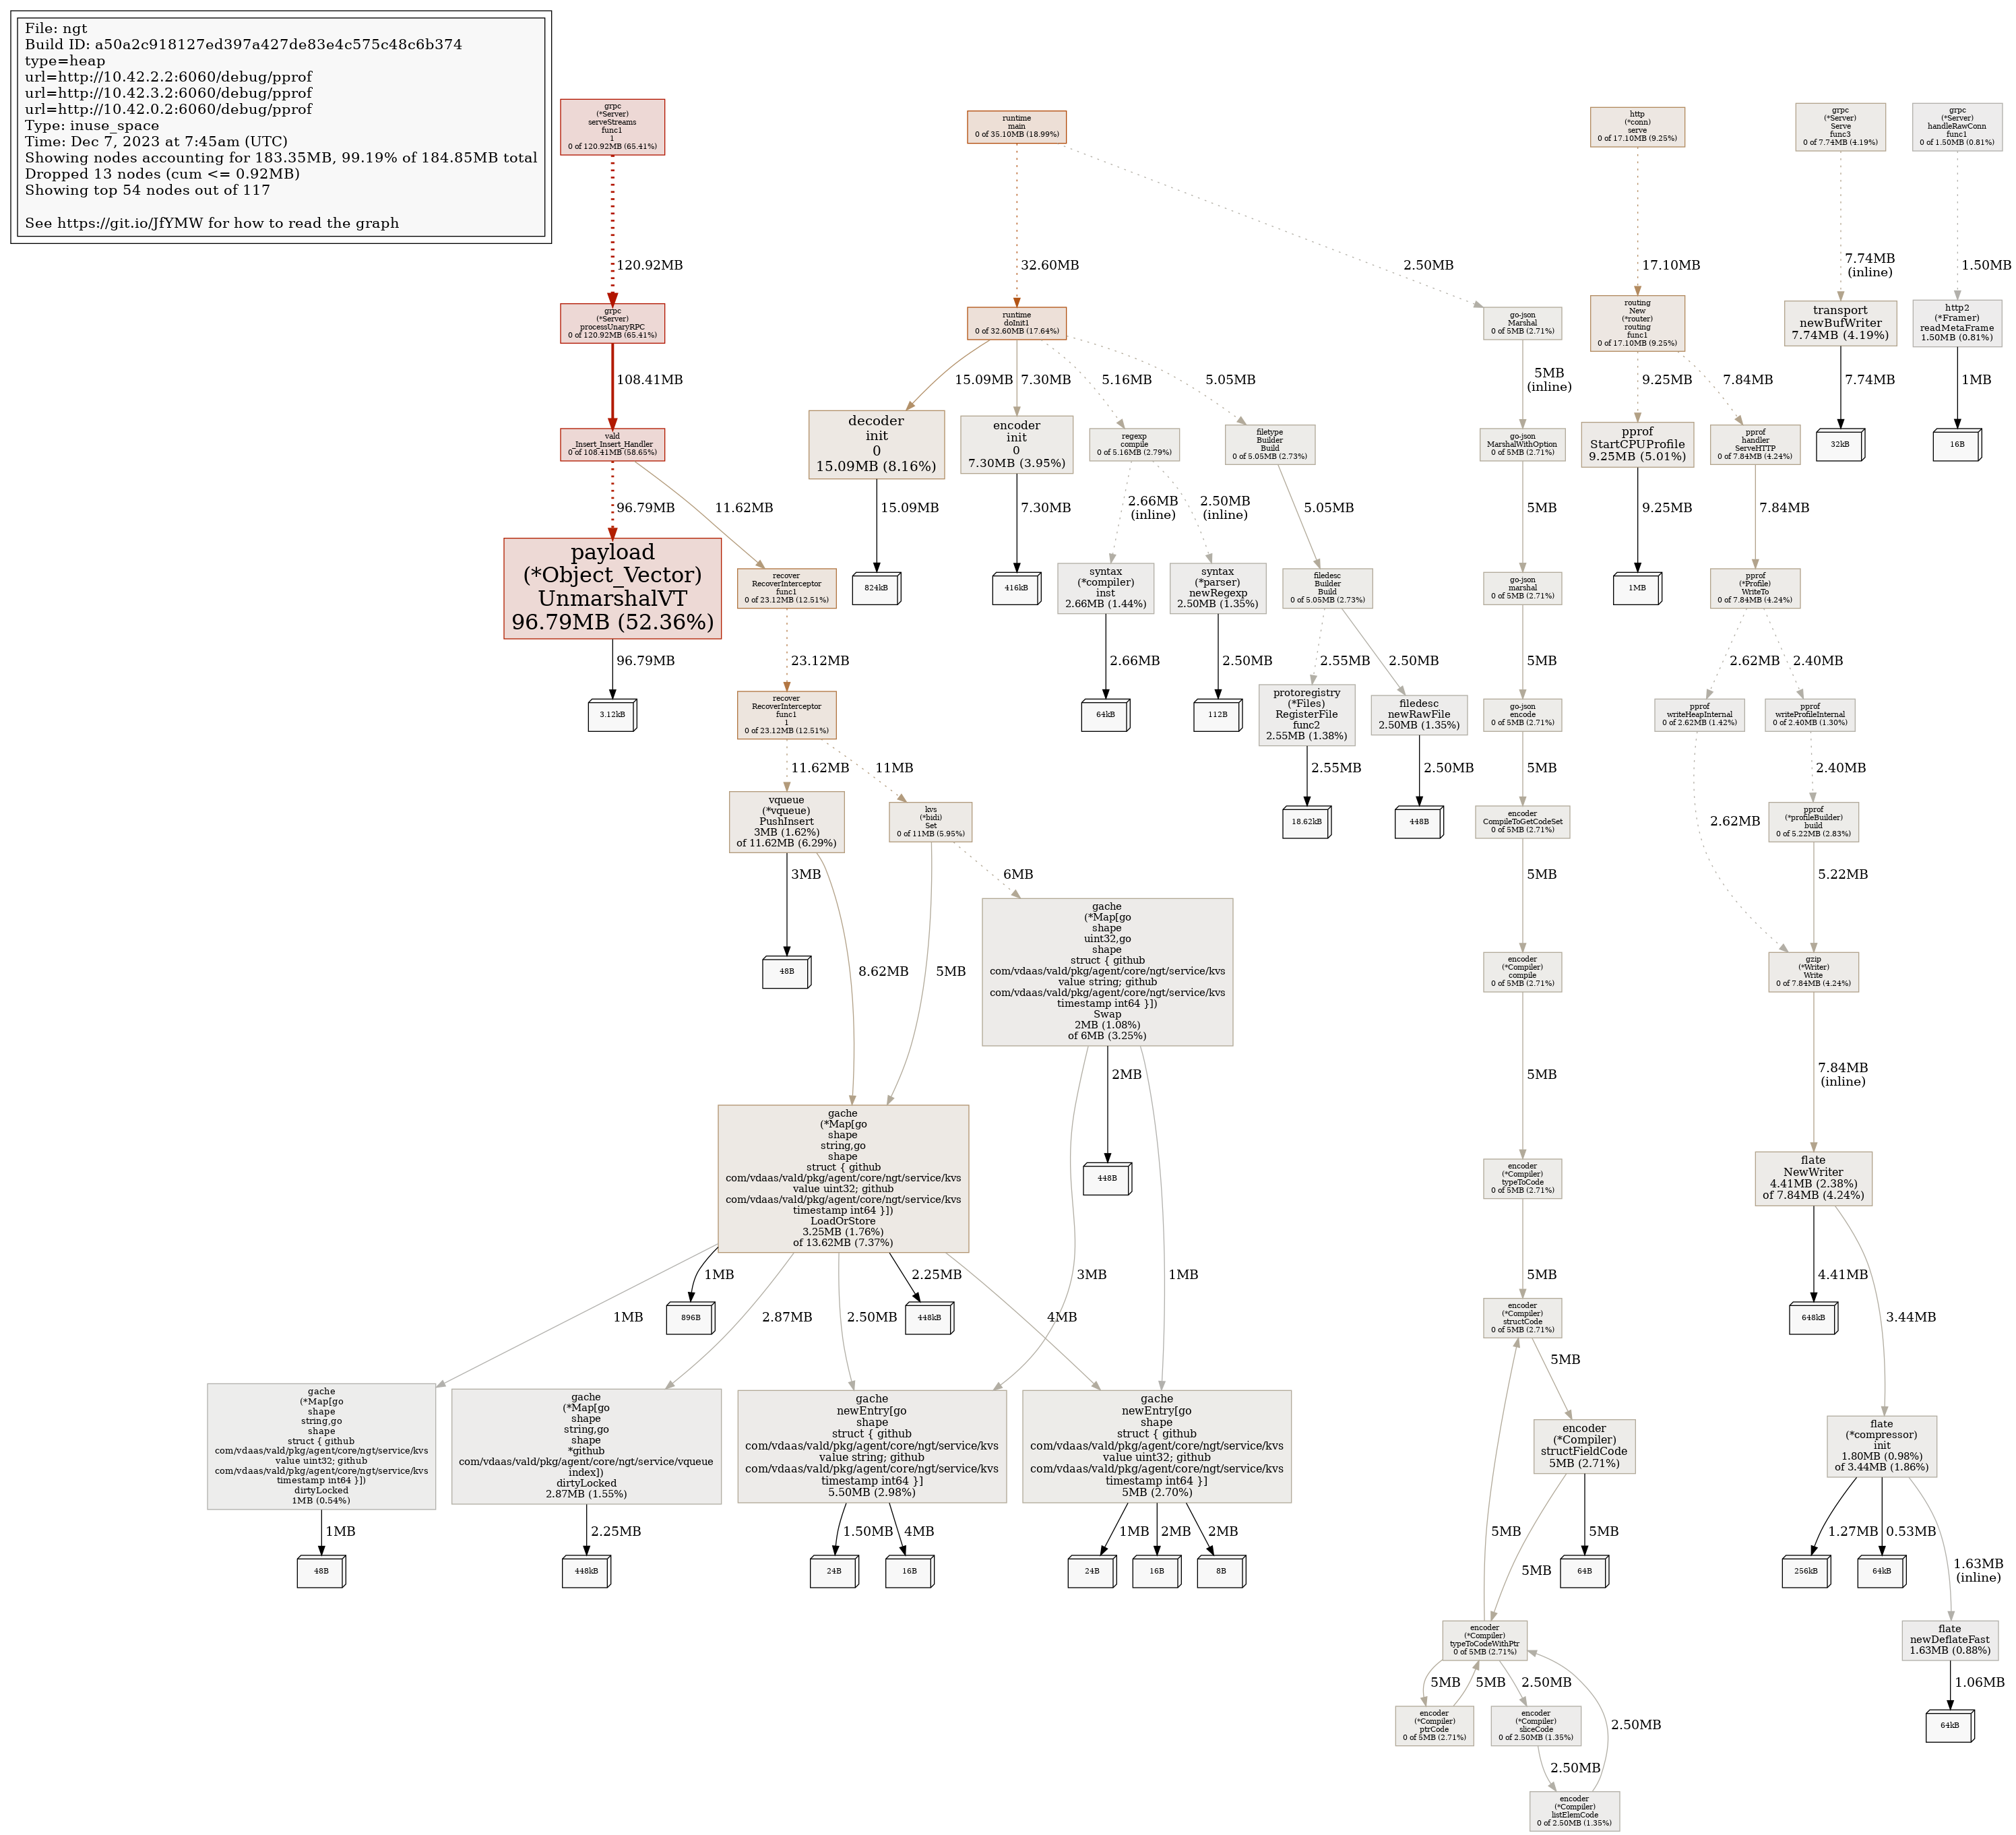 File: ngt
Build ID: a50a2c918127ed397a427de83e4c575c48c6b374
type=heap
url=http://10.42.2.2:6060/debug/pprof
url=http://10.42.3.2:6060/debug/pprof
url=http://10.42.0.2:6060/debug/pprof
Type: inuse_space
Time: Dec 7, 2023 at 7:45am (UTC)
Showing nodes accounting for 183.35MB, 99.19% of 184.85MB total
Dropped 13 nodes (cum <= 0.92MB)
Showing top 54 nodes out of 117
See https://git.io/JfYMW for how to read the graph
grpc
(*Server)
serveStreams
func1
1
0 of 120.92MB (65.41%)
runtime
main
0 of 35.10MB (18.99%)
http
(*conn)
serve
0 of 17.10MB (9.25%)
grpc
(*Server)
Serve
func3
0 of 7.74MB (4.19%)
grpc
(*Server)
handleRawConn
func1
0 of 1.50MB (0.81%)
120.92MB
32.60MB
2.50MB
17.10MB
7.74MB
(inline)
1.50MB
grpc
(*Server)
processUnaryRPC
0 of 120.92MB (65.41%)
runtime
doInit1
0 of 32.60MB (17.64%)
go-json
Marshal
0 of 5MB (2.71%)
routing
New
(*router)
routing
func1
0 of 17.10MB (9.25%)
transport
newBufWriter
7.74MB (4.19%)
http2
(*Framer)
readMetaFrame
1.50MB (0.81%)
108.41MB
15.09MB
7.30MB
5.16MB
5.05MB
5MB
(inline)
9.25MB
7.84MB
7.74MB
1MB
vald
_Insert_Insert_Handler
0 of 108.41MB (58.65%)
decoder
init
0
15.09MB (8.16%)
encoder
init
0
7.30MB (3.95%)
regexp
compile
0 of 5.16MB (2.79%)
filetype
Builder
Build
0 of 5.05MB (2.73%)
go-json
MarshalWithOption
0 of 5MB (2.71%)
pprof
StartCPUProfile
9.25MB (5.01%)
pprof
handler
ServeHTTP
0 of 7.84MB (4.24%)
32kB
16B
96.79MB
11.62MB
15.09MB
7.30MB
2.66MB
(inline)
2.50MB
(inline)
5.05MB
5MB
9.25MB
7.84MB
payload
(*Object_Vector)
UnmarshalVT
96.79MB (52.36%)
recover
RecoverInterceptor
func1
0 of 23.12MB (12.51%)
824kB
416kB
syntax
(*compiler)
inst
2.66MB (1.44%)
syntax
(*parser)
newRegexp
2.50MB (1.35%)
filedesc
Builder
Build
0 of 5.05MB (2.73%)
go-json
marshal
0 of 5MB (2.71%)
1MB
pprof
(*Profile)
WriteTo
0 of 7.84MB (4.24%)
96.79MB
23.12MB
2.66MB
2.50MB
2.55MB
2.50MB
5MB
2.62MB
2.40MB
3.12kB
recover
RecoverInterceptor
func1
1
0 of 23.12MB (12.51%)
64kB
112B
protoregistry
(*Files)
RegisterFile
func2
2.55MB (1.38%)
filedesc
newRawFile
2.50MB (1.35%)
go-json
encode
0 of 5MB (2.71%)
pprof
writeHeapInternal
0 of 2.62MB (1.42%)
pprof
writeProfileInternal
0 of 2.40MB (1.30%)
11.62MB
11MB
2.55MB
2.50MB
5MB
2.40MB
vqueue
(*vqueue)
PushInsert
3MB (1.62%)
of 11.62MB (6.29%)
kvs
(*bidi)
Set
0 of 11MB (5.95%)
18.62kB
448B
encoder
CompileToGetCodeSet
0 of 5MB (2.71%)
2.62MB
pprof
(*profileBuilder)
build
0 of 5.22MB (2.83%)
3MB
6MB
5MB
5.22MB
48B
8.62MB
5MB
gache
(*Map[go
shape
uint32,go
shape
struct { github
com/vdaas/vald/pkg/agent/core/ngt/service/kvs
value string; github
com/vdaas/vald/pkg/agent/core/ngt/service/kvs
timestamp int64 }])
Swap
2MB (1.08%)
of 6MB (3.25%)
encoder
(*Compiler)
compile
0 of 5MB (2.71%)
gzip
(*Writer)
Write
0 of 7.84MB (4.24%)
2MB
5MB
7.84MB
(inline)
gache
(*Map[go
shape
string,go
shape
struct { github
com/vdaas/vald/pkg/agent/core/ngt/service/kvs
value uint32; github
com/vdaas/vald/pkg/agent/core/ngt/service/kvs
timestamp int64 }])
LoadOrStore
3.25MB (1.76%)
of 13.62MB (7.37%)
448B
encoder
(*Compiler)
typeToCode
0 of 5MB (2.71%)
flate
NewWriter
4.41MB (2.38%)
of 7.84MB (4.24%)
1MB
2.25MB
3MB
1MB
5MB
4.41MB
1MB
896B
2.87MB
2.50MB
448kB
4MB
encoder
(*Compiler)
structCode
0 of 5MB (2.71%)
648kB
3.44MB
5MB
gache
(*Map[go
shape
string,go
shape
struct { github
com/vdaas/vald/pkg/agent/core/ngt/service/kvs
value uint32; github
com/vdaas/vald/pkg/agent/core/ngt/service/kvs
timestamp int64 }])
dirtyLocked
1MB (0.54%)
gache
(*Map[go
shape
string,go
shape
*github
com/vdaas/vald/pkg/agent/core/ngt/service/vqueue
index])
dirtyLocked
2.87MB (1.55%)
gache
newEntry[go
shape
struct { github
com/vdaas/vald/pkg/agent/core/ngt/service/kvs
value string; github
com/vdaas/vald/pkg/agent/core/ngt/service/kvs
timestamp int64 }]
5.50MB (2.98%)
gache
newEntry[go
shape
struct { github
com/vdaas/vald/pkg/agent/core/ngt/service/kvs
value uint32; github
com/vdaas/vald/pkg/agent/core/ngt/service/kvs
timestamp int64 }]
5MB (2.70%)
encoder
(*Compiler)
structFieldCode
5MB (2.71%)
flate
(*compressor)
init
1.80MB (0.98%)
of 3.44MB (1.86%)
1MB
2.25MB
1.50MB
4MB
1MB
2MB
2MB
5MB
5MB
1.27MB
0.53MB
48B
448kB
24B
16B
24B
16B
8B
5MB
64B
256kB
64kB
1.63MB
(inline)
encoder
(*Compiler)
typeToCodeWithPtr
0 of 5MB (2.71%)
flate
newDeflateFast
1.63MB (0.88%)
5MB
5MB
2.50MB
1.06MB
encoder
(*Compiler)
ptrCode
0 of 5MB (2.71%)
encoder
(*Compiler)
sliceCode
0 of 2.50MB (1.35%)
2.50MB
64kB
2.50MB
encoder
(*Compiler)
listElemCode
0 of 2.50MB (1.35%)